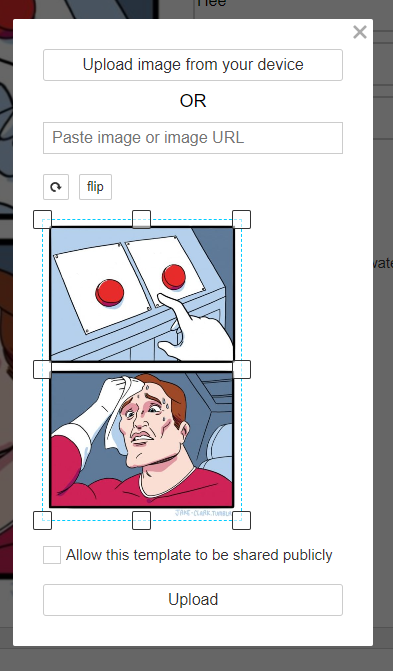 Upload image from your device
OR
Paste image or image URL
flip
JAKE-CLARK.TUMBLR
Allow this template to be shared publicly
Upload